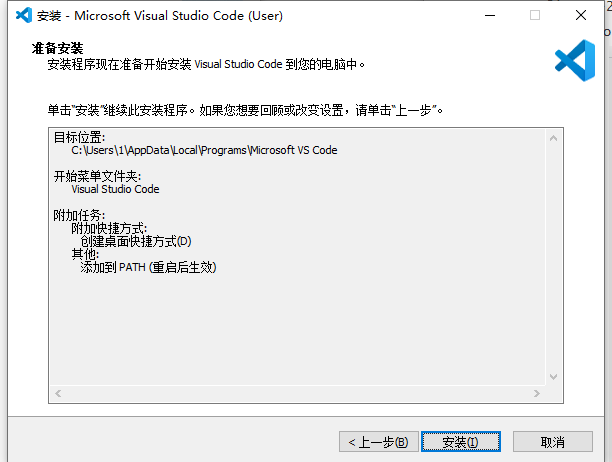 安装 - Microsoft Visual Studio Code (User)
准备安装
安装程序现在准备开始安装 Visual Studio Code 到您的电脑中。
单击“安装”继续此安装程序。如果您想要回顾或改变设置，请单击“上一步”。
目标位置:
C:\Users\1\AppData\Local\Programs\Microsoft VS Code
开始菜单文件夹:
Visual Studio Code
附加任务:
附加快捷方式:
创建桌面快捷方式(D)
其他:
添加到 PATH (重启后生效)
< 上一步(B)
安装(I)
取消